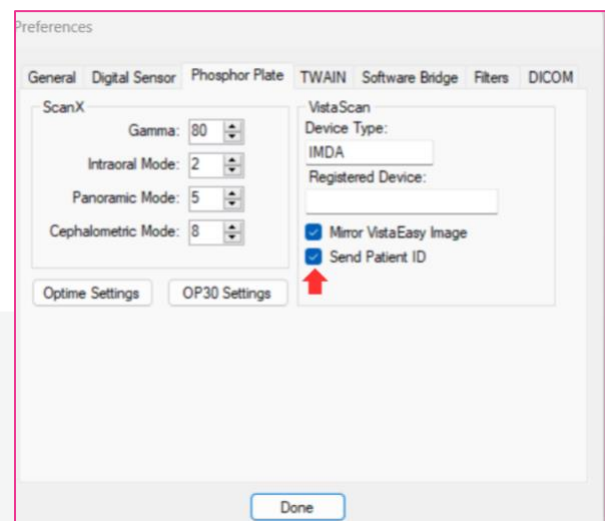 Preferences
General Digital Sensor Phosphor Plate TWAIN Software Bridge Filters DICOM
ScanX
Gamma: 80
Intraoral Mode: 2
Panoramic Mode: 5
Cephalometric Mode: 8
Optime Settings OP30 Settings
VistaScan
Device Type:
IMDA
Registered Device:
Mirror VistaEasy Image
Send Patient ID
Done